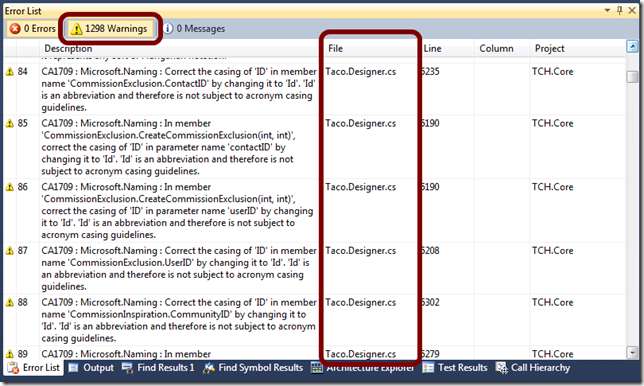 Error List
0 Errors
1298 Warnings
0 Messages
Description File Line Column Project
84 CA1709 : Microsoft.Naming : Correct the casing of 'ID' in member Taco.Designer.cs 6235 TCH.Core
name 'CommissionExclusion.ContactID' by changing it to 'Id'. 'Id'
is an abbreviation and therefore is not subject to acronym casing
guidelines.
85 CA1709 : Microsoft.Naming : In member Taco.Designer.cs 6190 TCH.Core
'CommissionExclusion.CreateCommissionExclusion(int, int)',
correct the casing of 'ID' in parameter name 'contactID' by
changing it to 'Id'. 'Id' is an abbreviation and therefore is not
subject to acronym casing guidelines.
86 CA1709 : Microsoft.Naming : In member Taco.Designer.cs 6190 TCH.Core
'CommissionExclusion.CreateCommissionExclusion(int, int)',
correct the casing of 'ID' in parameter name 'userID' by changing
it to 'Id'. 'Id' is an abbreviation and therefore is not subject to
acronym casing guidelines.
87 CA1709 : Microsoft.Naming : Correct the casing of 'ID' in member Taco.Designer.cs 6208 TCH.Core
name 'CommissionExclusion.UserID' by changing it to 'Id'. 'Id' is
an abbreviation and therefore is not subject to acronym casing
guidelines.
88 CA1709 : Microsoft.Naming : Correct the casing of 'ID' in member Taco.Designer.cs 6302 TCH.Core
name 'CommissionInspiration.CommunityID' by changing it to
'Id'. 'Id' is an abbreviation and therefore is not subject to
acronym casing guidelines.
89 CA1709 : Microsoft.Naming : In member Taco.Designer.cs 6279 TCH.Core
Error List Output Find Results 1 Find Symbol Results Architecture Explorer Test Results Call Hierarchy